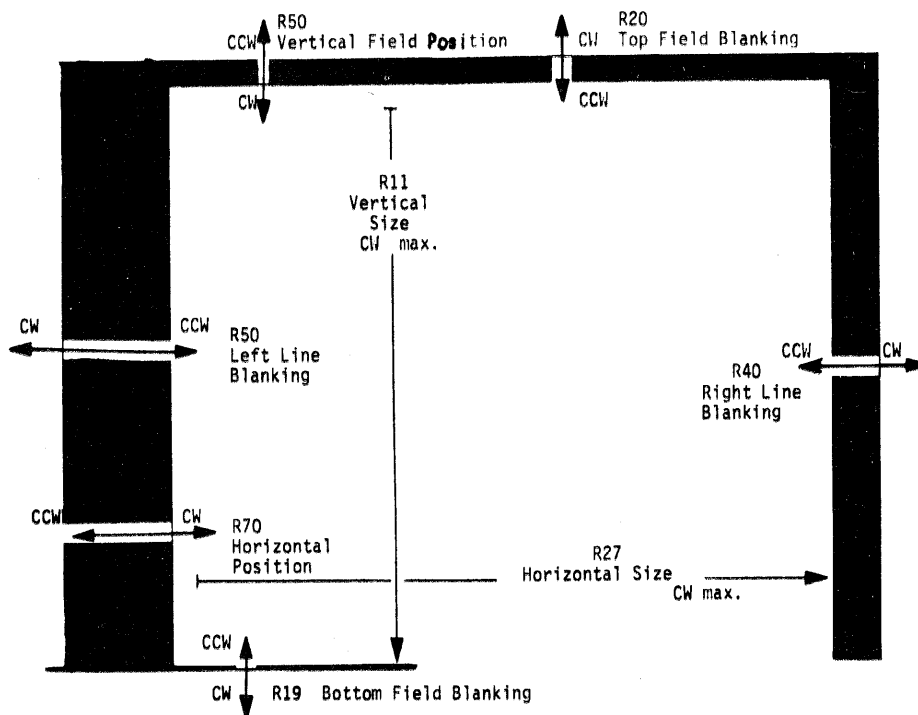 R50
CCW Vertical Field Position
CW
R20
CW Top Field Blanking
CCW
R11
Vertical
Size
CW max.
CW
CCW
R50
Left Line
Blanking
CCW
CW
R40
Right Line
Blanking
CCW
CW
R70
Horizontal
Position
R27
Horizontal Size
CW max.
CCW
CW
R19 Bottom Field Blanking